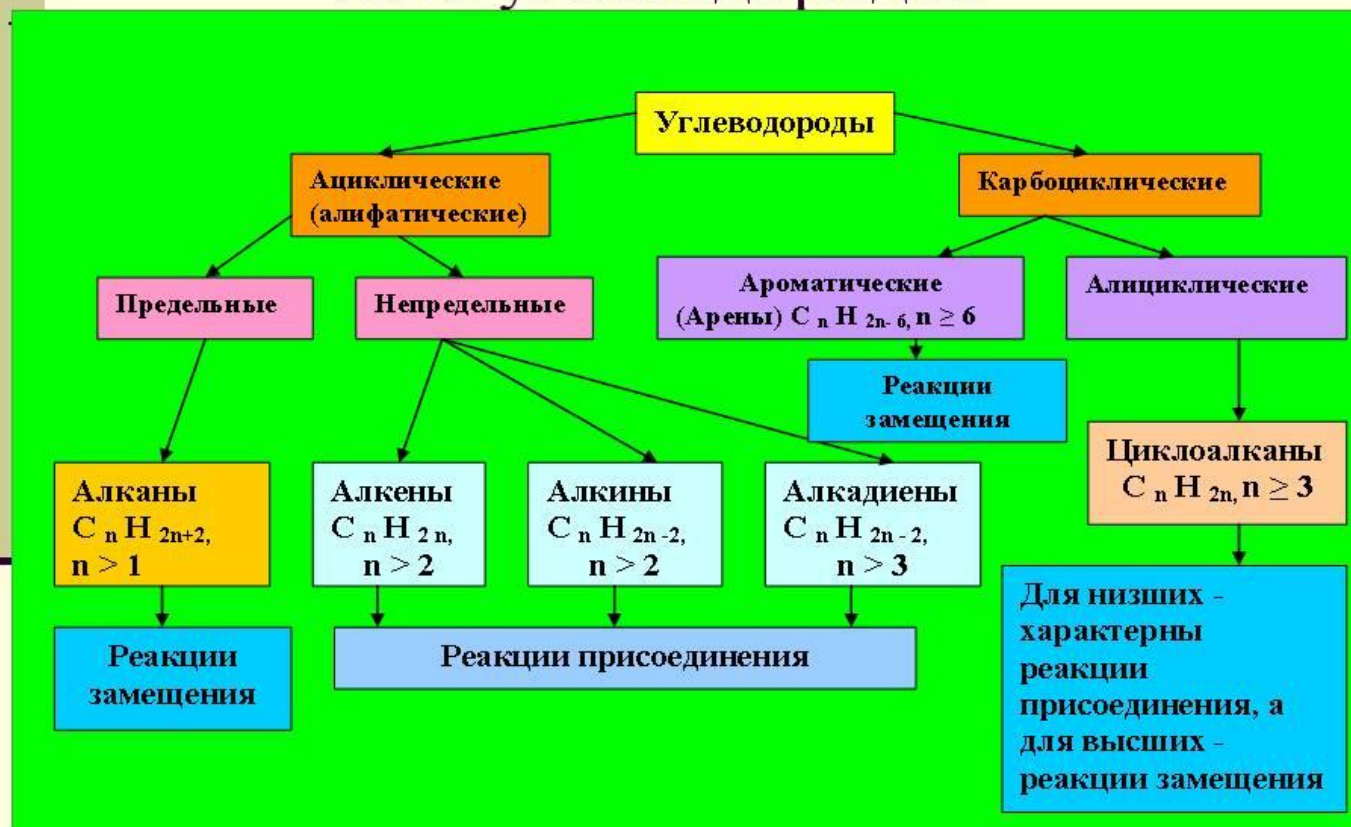 Углеводороды
Ациклические
(алифатические)
Карбоциклические
Предельные
Непредельные
Ароматические
(Арены) C n H 2n- 6, n ≥ 6
Алициклические
Реакции
замещения
Алканы
C n H 2n+2,
n > 1
Алкены
C n H 2 n,
n > 2
Алкины
C n H 2n -2,
n > 2
Алкадиены
C n H 2n - 2,
n > 3
Циклоалканы
C n H 2n, n ≥ 3
Реакции
замещения
Реакции присоединения
Для низших -
характерны
реакции
присоединения, а
для высших -
реакции замещения